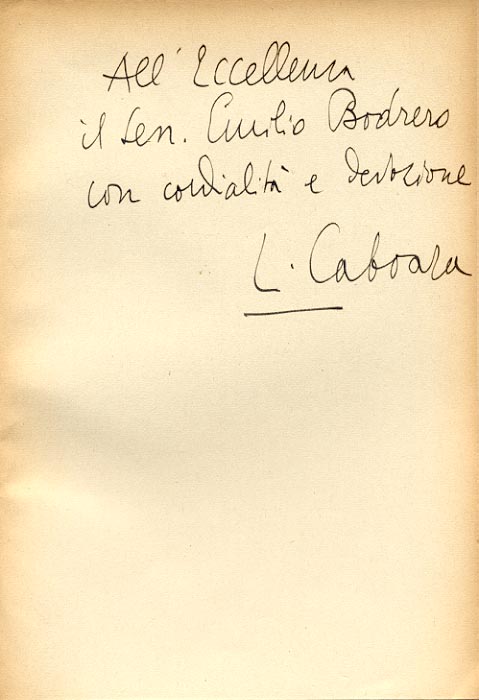 All'Eccellenza
il Sen. Emilio Bodrero
con cordialità e devozione
L. Caboara